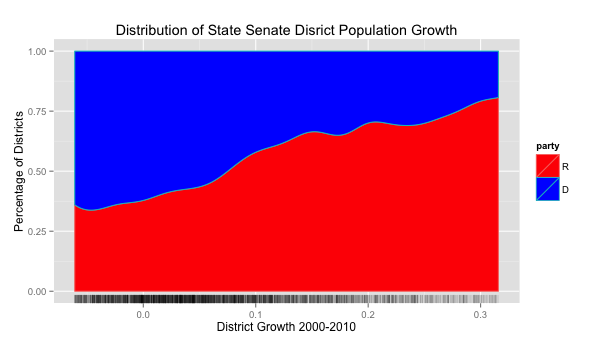 Distribution of State Senate Disrict Population Growth
Percentage of Districts
1.00
0.75
0.50
0.25
0.00
0.0
0.1
0.2
0.3
District Growth 2000-2010
party
R
D